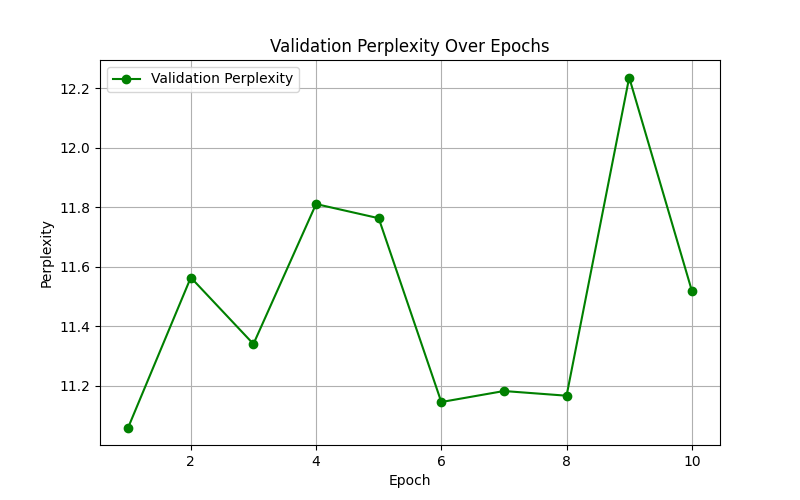 Validation Perplexity Over Epochs
Validation Perplexity
12.2
12.0
11.8
11.6
11.4
11.2
Perplexity
2 4 6 8 10
Epoch